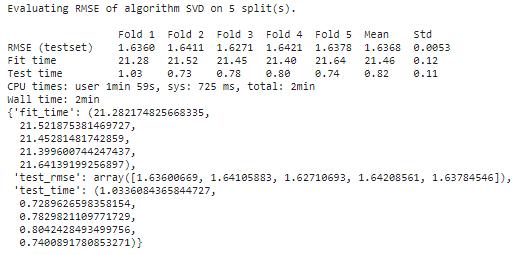 Evaluating RMSE of algorithm SVD on 5 split(s).
Fold 1 Fold 2 Fold 3 Fold 4 Fold 5 Mean Std
RMSE (testset) 1.6360 1.6411 1.6271 1.6421 1.6378 1.6368 0.0053
Fit time 21.28 21.52 21.45 21.40 21.64 21.46 0.12
Test time 1.03 0.73 0.78 0.80 0.74 0.82 0.11
CPU times: user 1min 59s, sys: 725 ms, total: 2min
Wall time: 2min
{'fit_time': (21.282174825668335,
21.521875381469727,
21.45281481742859,
21.399600744247437,
21.64139199256897),
'test_rmse': array([1.63600669, 1.64105883, 1.62710693, 1.64208561, 1.63784546]),
'test_time': (1.0336084365844727,
0.7289626598358154,
0.7829821109771729,
0.8042428493499756,
0.7400891780853271)}